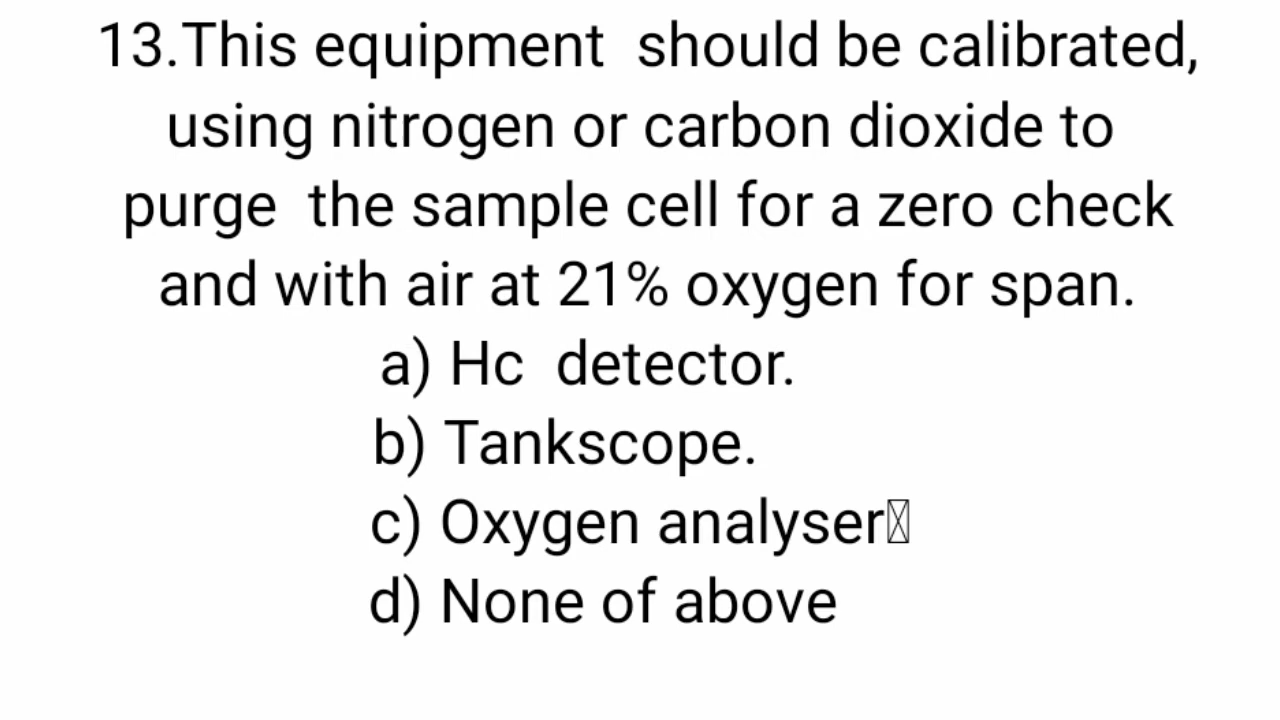 13.This equipment  should be calibrated,
using nitrogen or carbon dioxide to
purge  the sample cell for a zero check
and with air at 21% oxygen for span.
a) Hc  detector.
b) Tankscope.
c) Oxygen analyser
d) None of above